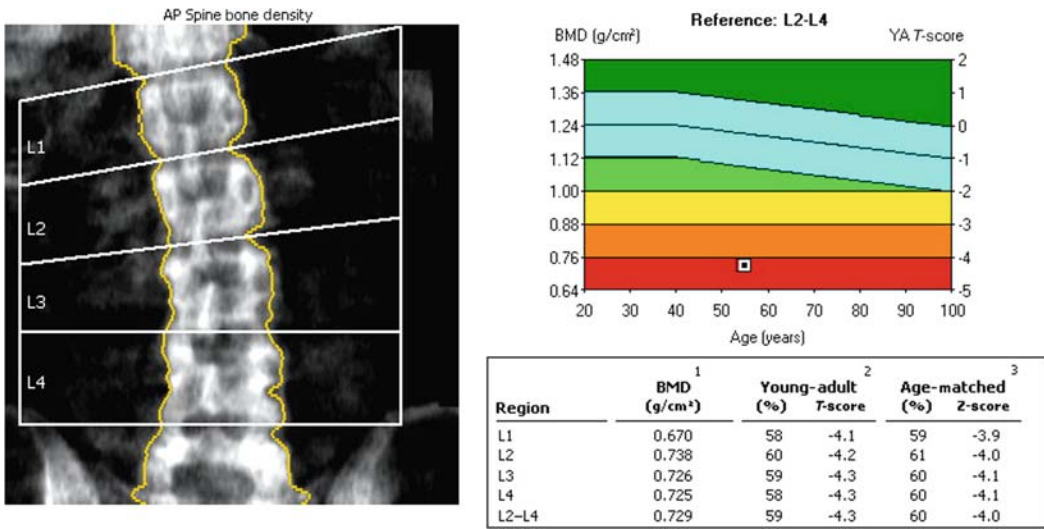 AP Spine bone density
L1
L2
L3
L4
Reference: L2-L4
BMD (g/cm²) YA T-score
1.48 2
1.36 1
1.24 0
1.12 -1
1.00 -2
0.88 -3
0.76 -4
0.64 -5
20 30 40 50 60 70 80 90 100
Age (years)
1 2 3
BMD Young-adult Age-matched
Region (g/cm²) (%) T-score (%) Z-score
L1 0.670 58 -4.1 59 -3.9
L2 0.738 60 -4.2 61 -4.0
L3 0.726 59 -4.3 60 -4.1
L4 0.725 58 -4.3 60 -4.1
L2–L4 0.729 59 -4.3 60 -4.0